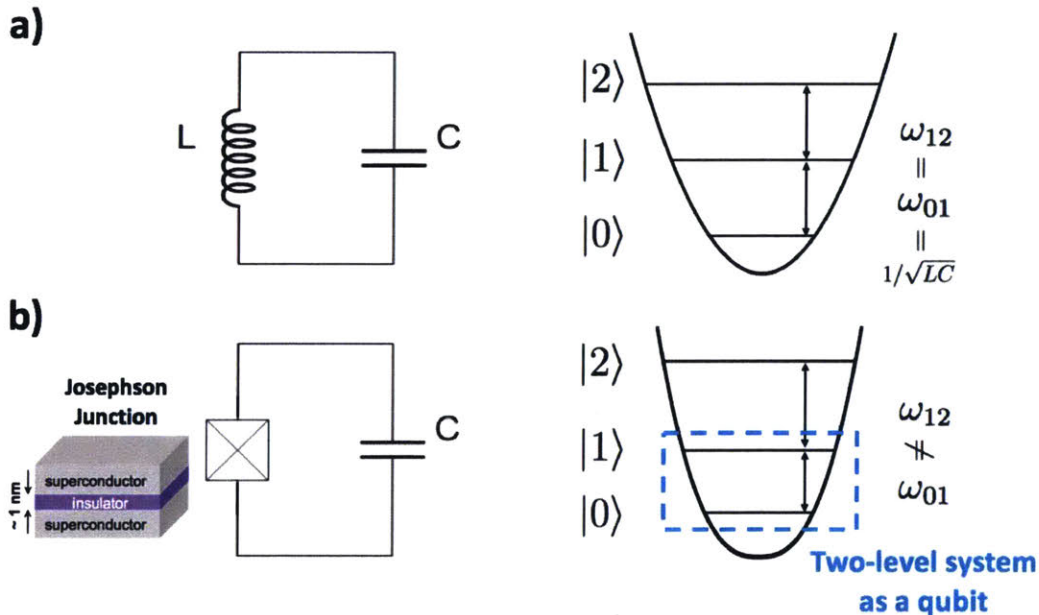 a)
L
C
|2⟩
|1⟩
|0⟩
ω12
=
ω01
=
1/√LC
b)
Josephson
Junction
~ 1 nm
superconductor
insulator
superconductor
C
|2⟩
|1⟩
|0⟩
ω12
≠
ω01
Two-level system
as a qubit